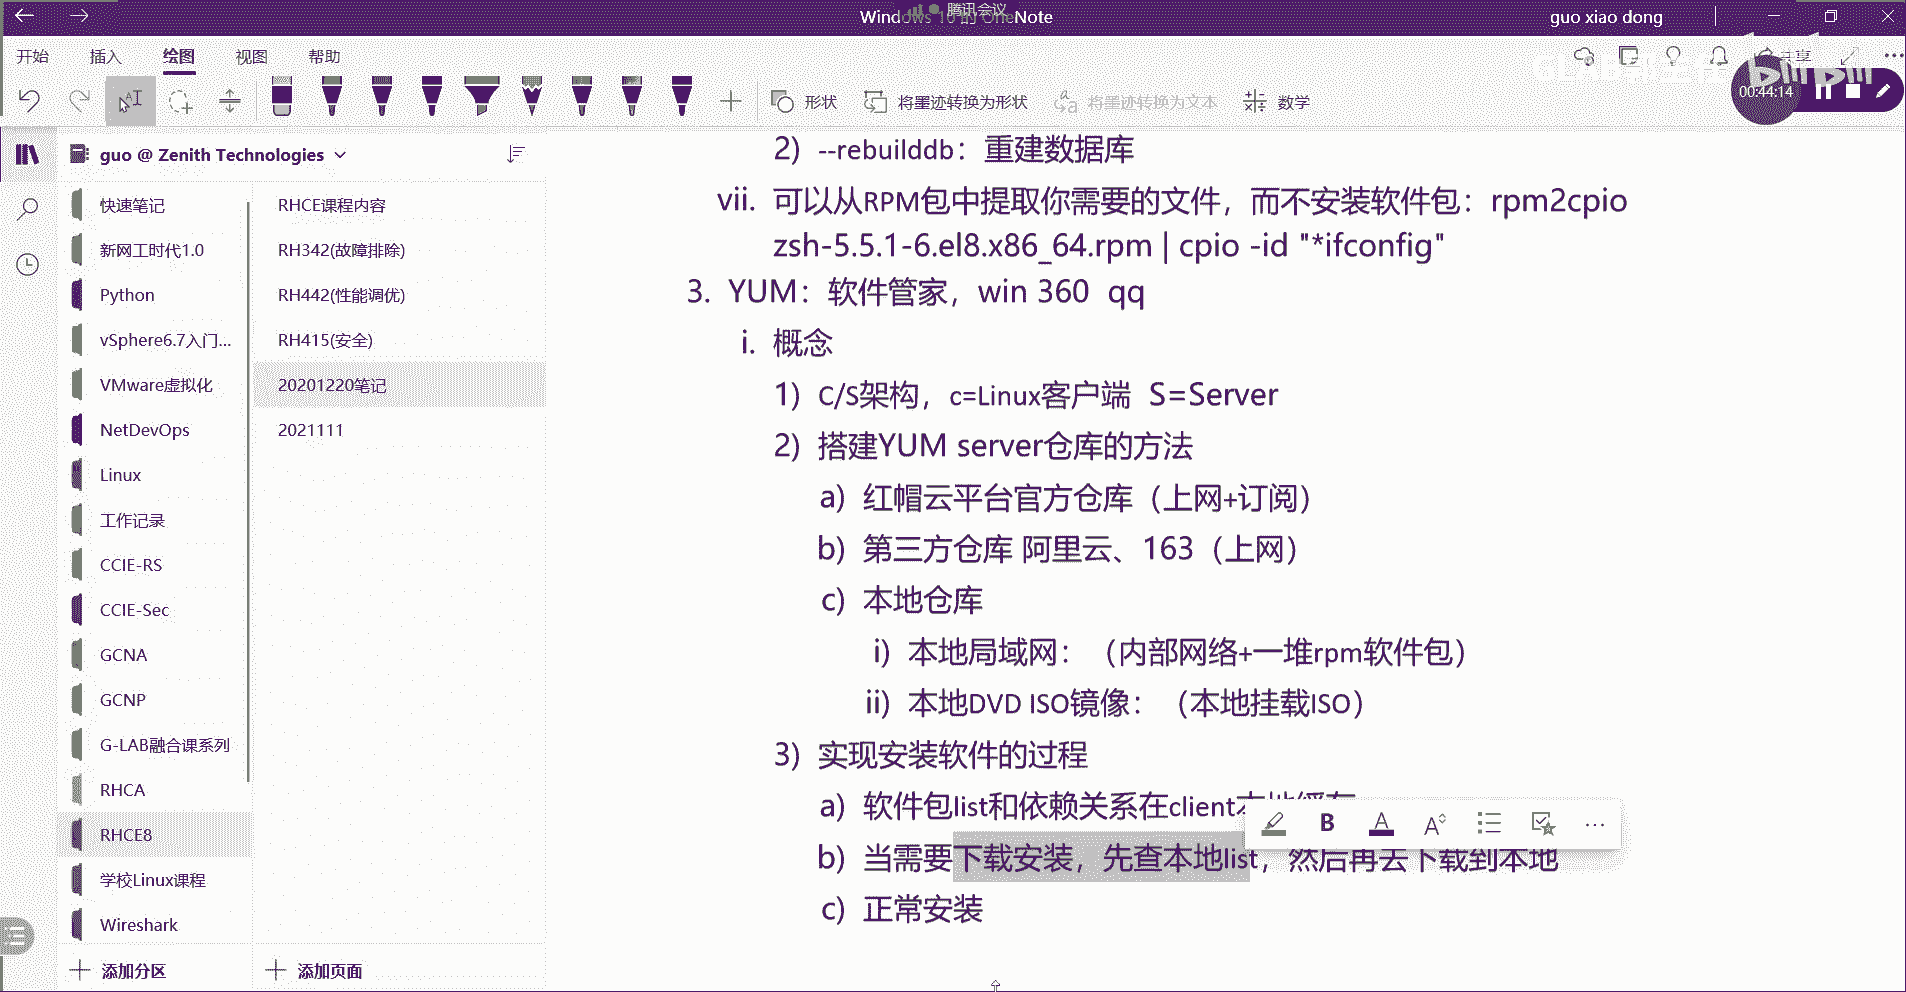 腾讯会议
Windows 10 的 OneNote
guo xiao dong
开始 插入 绘图 视图 帮助
共享
bilibili
00:44:14
形状 将墨迹转换为形状 将墨迹转换为文本 数学
guo @ Zenith Technologies
快速笔记
新网工时代1.0
Python
vSphere6.7入门...
VMware虚拟化
NetDevOps
Linux
工作记录
CCIE-RS
CCIE-Sec
GCNA
GCNP
G-LAB融合课系列
RHCA
RHCE8
学校Linux课程
Wireshark
添加分区
RHCE课程内容
RH342(故障排除)
RH442(性能调优)
RH415(安全)
20201220笔记
2021111
添加页面
2) --rebuilddb：重建数据库
vii. 可以从RPM包中提取你需要的文件，而不安装软件包：rpm2cpio
zsh-5.5.1-6.el8.x86_64.rpm | cpio -id "*ifconfig"
3. YUM：软件管家，win 360 qq
i. 概念
1) C/S架构，c=Linux客户端 S=Server
2) 搭建YUM server仓库的方法
a) 红帽云平台官方仓库（上网+订阅）
b) 第三方仓库 阿里云、163（上网）
c) 本地仓库
i) 本地局域网：（内部网络+一堆rpm软件包）
ii) 本地DVD ISO镜像：（本地挂载ISO）
3) 实现安装软件的过程
a) 软件包list和依赖关系在client本地缓存
b) 当需要下载安装，先查本地list，然后再去下载到本地
c) 正常安装